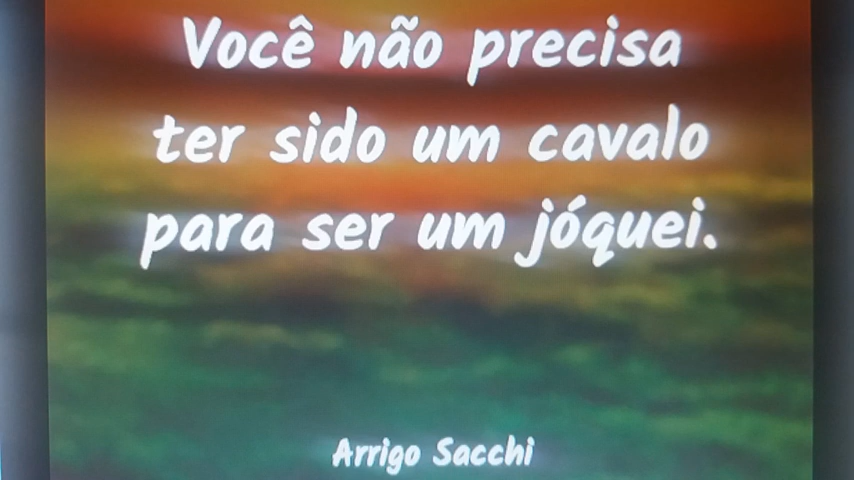 Você não precisa
ter sido um cavalo
para ser um jóquei.
Arrigo Sacchi